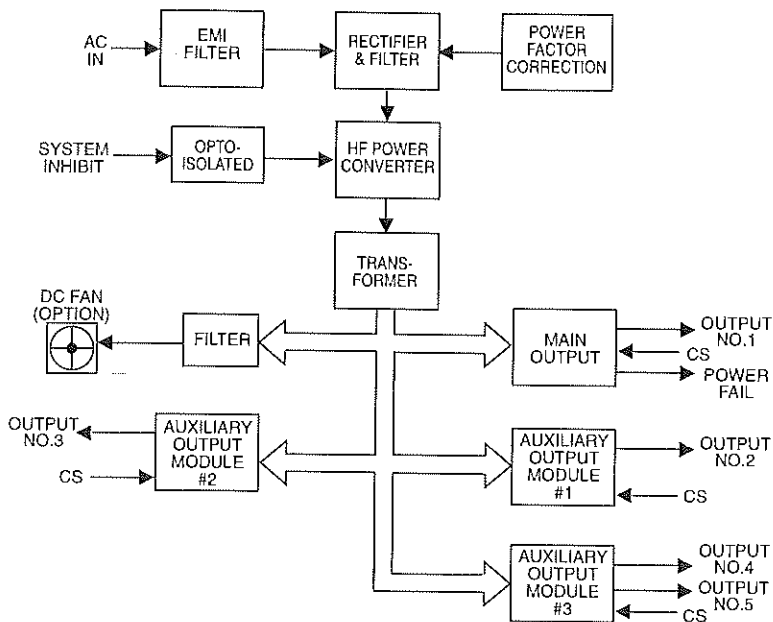 AC
IN
EMI
FILTER
RECTIFIER
& FILTER
POWER
FACTOR
CORRECTION
SYSTEM
INHIBIT
OPTO-
ISOLATED
HF POWER
CONVERTER
TRANS-
FORMER
DC FAN
(OPTION)
FILTER
MAIN
OUTPUT
OUTPUT
NO.1
CS
POWER
FAIL
OUTPUT
NO.3
CS
AUXILIARY
OUTPUT
MODULE
#2
AUXILIARY
OUTPUT
MODULE
#1
OUTPUT
NO.2
CS
AUXILIARY
OUTPUT
MODULE
#3
OUTPUT
NO.4
OUTPUT
NO.5
CS